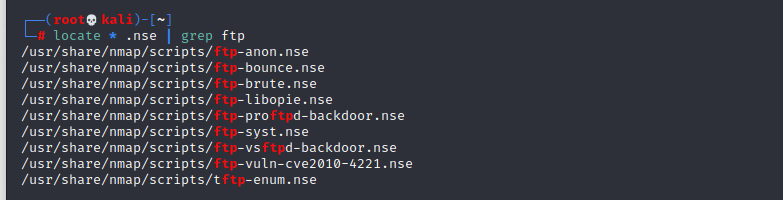 ┌──(root💀kali)-[~]
└─# locate * .nse | grep ftp
/usr/share/nmap/scripts/ftp-anon.nse
/usr/share/nmap/scripts/ftp-bounce.nse
/usr/share/nmap/scripts/ftp-brute.nse
/usr/share/nmap/scripts/ftp-libopie.nse
/usr/share/nmap/scripts/ftp-proftpd-backdoor.nse
/usr/share/nmap/scripts/ftp-syst.nse
/usr/share/nmap/scripts/ftp-vsftpd-backdoor.nse
/usr/share/nmap/scripts/ftp-vuln-cve2010-4221.nse
/usr/share/nmap/scripts/tftp-enum.nse